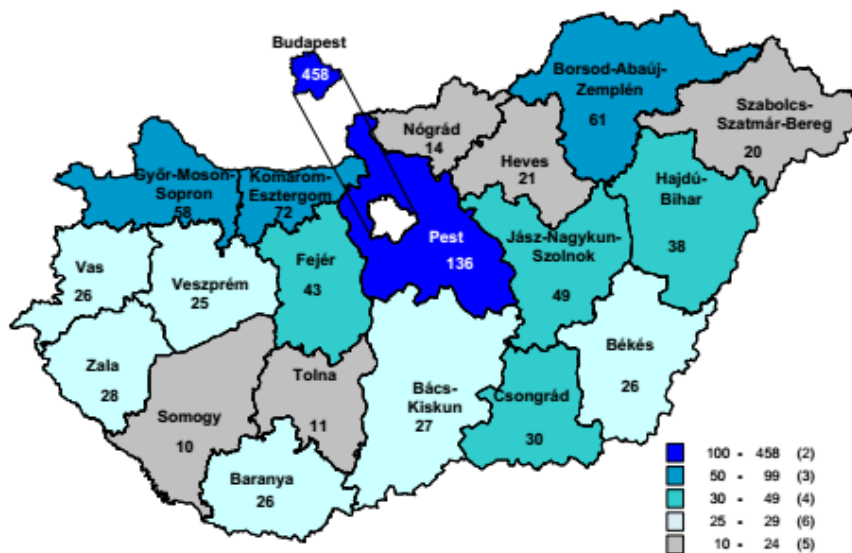 Budapest
458
Borsod-Abaúj-
Zemplén
61
Szabolcs-
Szatmár-Bereg
20
Nógrád
14
Heves
21
Győr-Moson-
Sopron
58
Komárom-
Esztergom
72
Hajdú-
Bihar
38
Pest
136
Jász-Nagykun-
Szolnok
49
Vas
26
Veszprém
25
Fejér
43
Zala
28
Somogy
10
Tolna
11
Bács-
Kiskun
27
Csongrád
30
Békés
26
Baranya
26
100 - 458 (2)
50 - 99 (3)
30 - 49 (4)
25 - 29 (6)
10 - 24 (5)